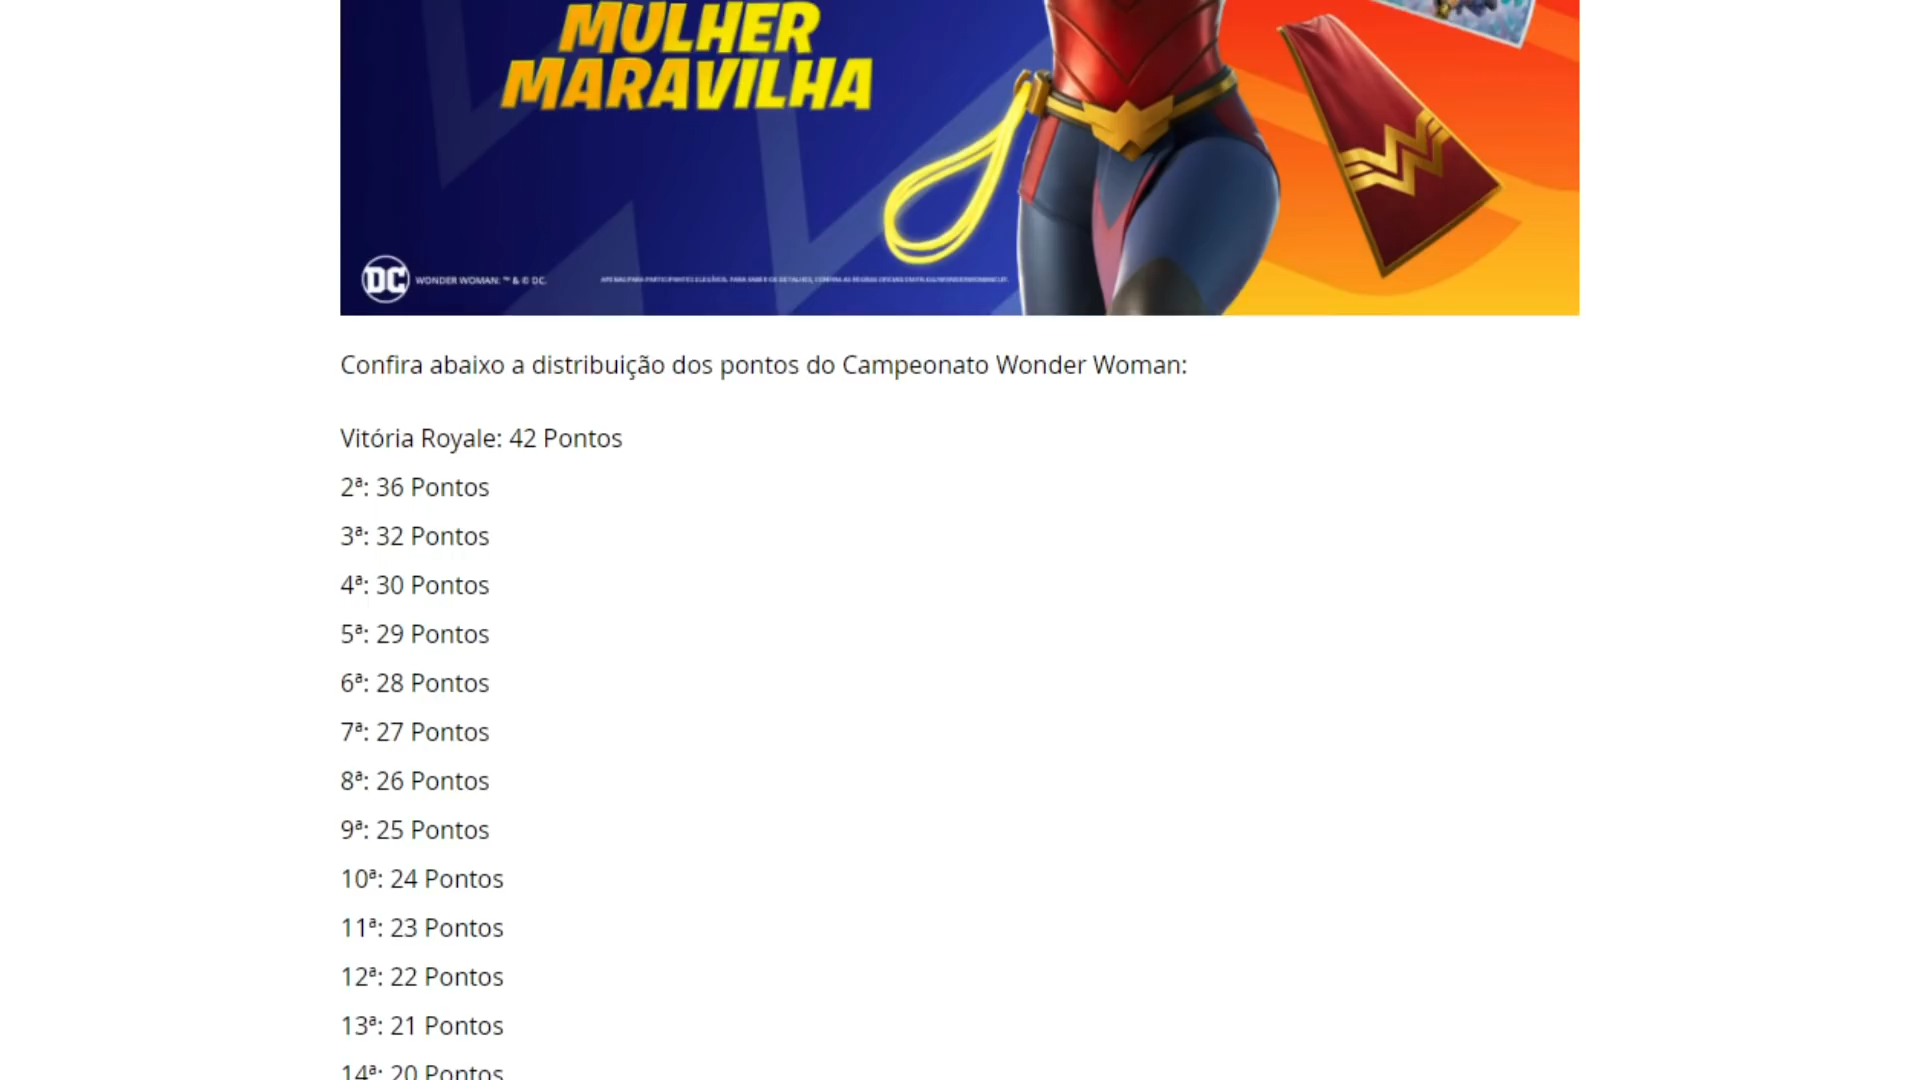 MULHER
MARAVILHA
DC WONDER WOMAN: ™ & © DC.
Confira abaixo a distribuição dos pontos do Campeonato Wonder Woman:
Vitória Royale: 42 Pontos
2ª: 36 Pontos
3ª: 32 Pontos
4ª: 30 Pontos
5ª: 29 Pontos
6ª: 28 Pontos
7ª: 27 Pontos
8ª: 26 Pontos
9ª: 25 Pontos
10ª: 24 Pontos
11ª: 23 Pontos
12ª: 22 Pontos
13ª: 21 Pontos
14ª: 20 Pontos